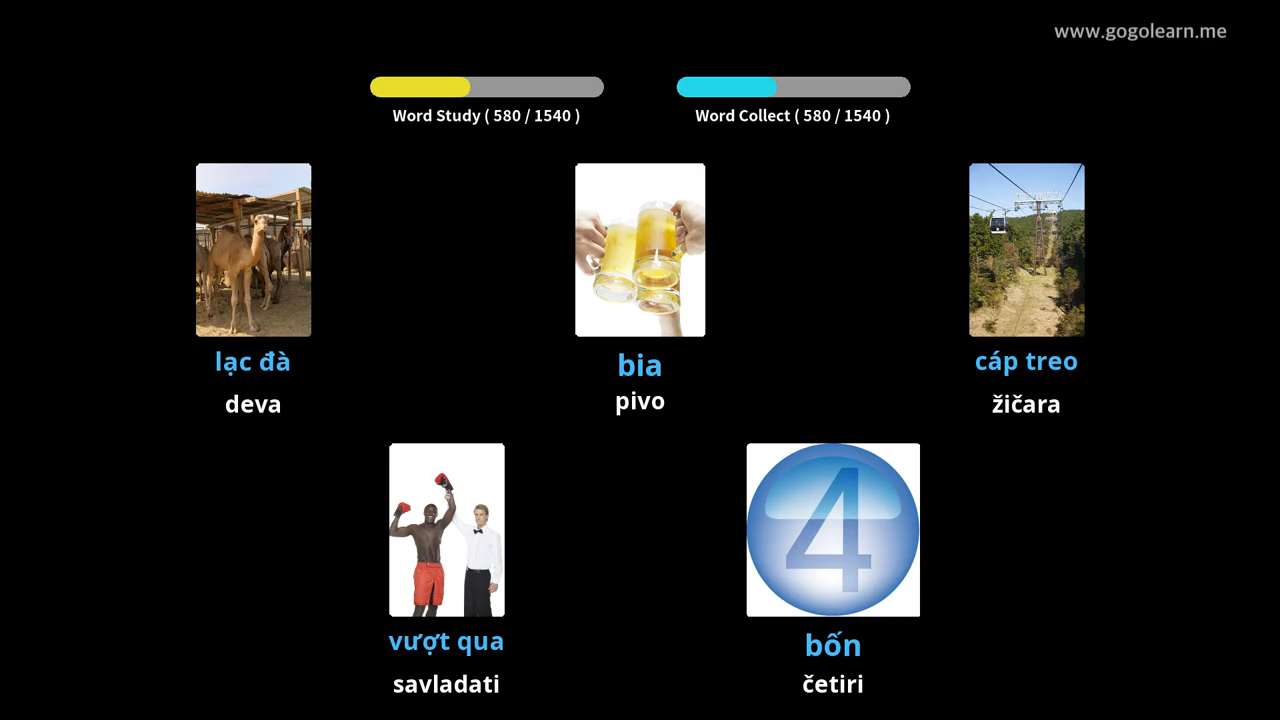 www.gogolearn.me
Word Study ( 580 / 1540 )
Word Collect ( 580 / 1540 )
lạc đà
deva
bia
pivo
cáp treo
žičara
vượt qua
savladati
4
bốn
četiri